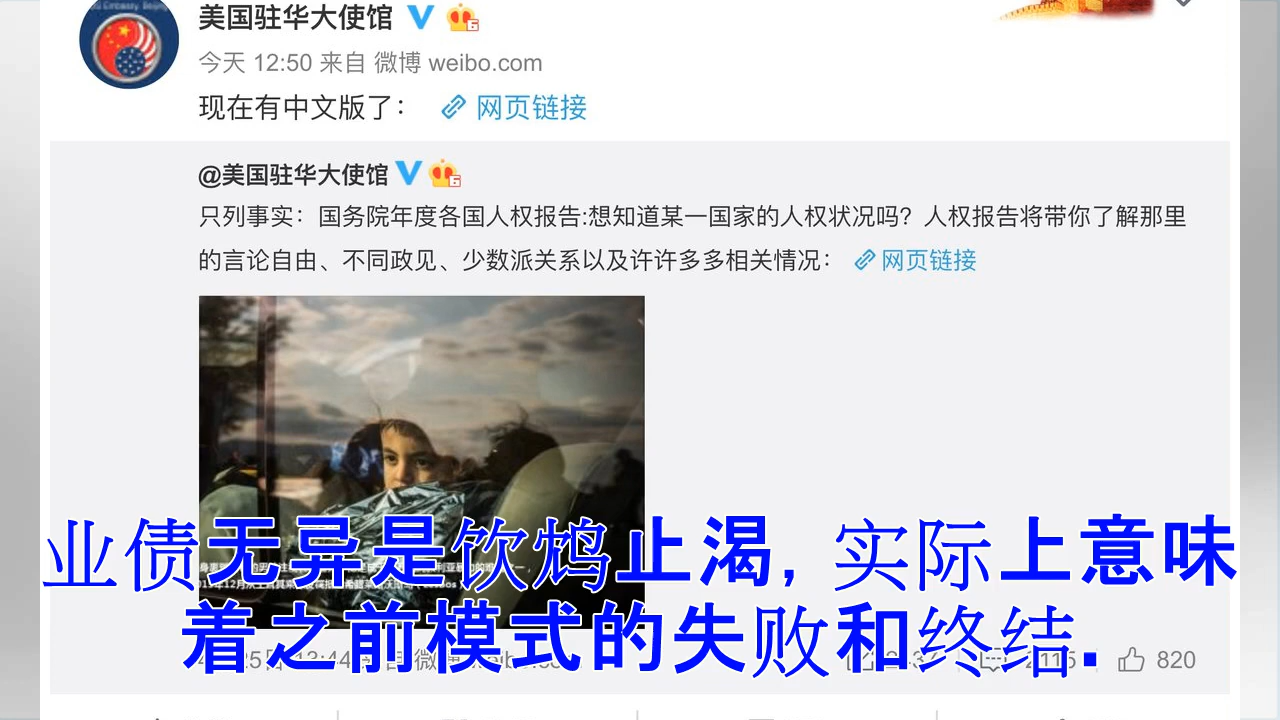 US Embassy Beijing
美国驻华大使馆
今天 12:50 来自 微博 weibo.com
现在有中文版了： 网页链接
@美国驻华大使馆
只列事实：国务院年度各国人权报告:想知道某一国家的人权状况吗？人权报告将带你了解那里
的言论自由、不同政见、少数派关系以及许许多多相关情况： 网页链接
业债无异是饮鸩止渴, 实际上意味
着之前模式的失败和终结.
820